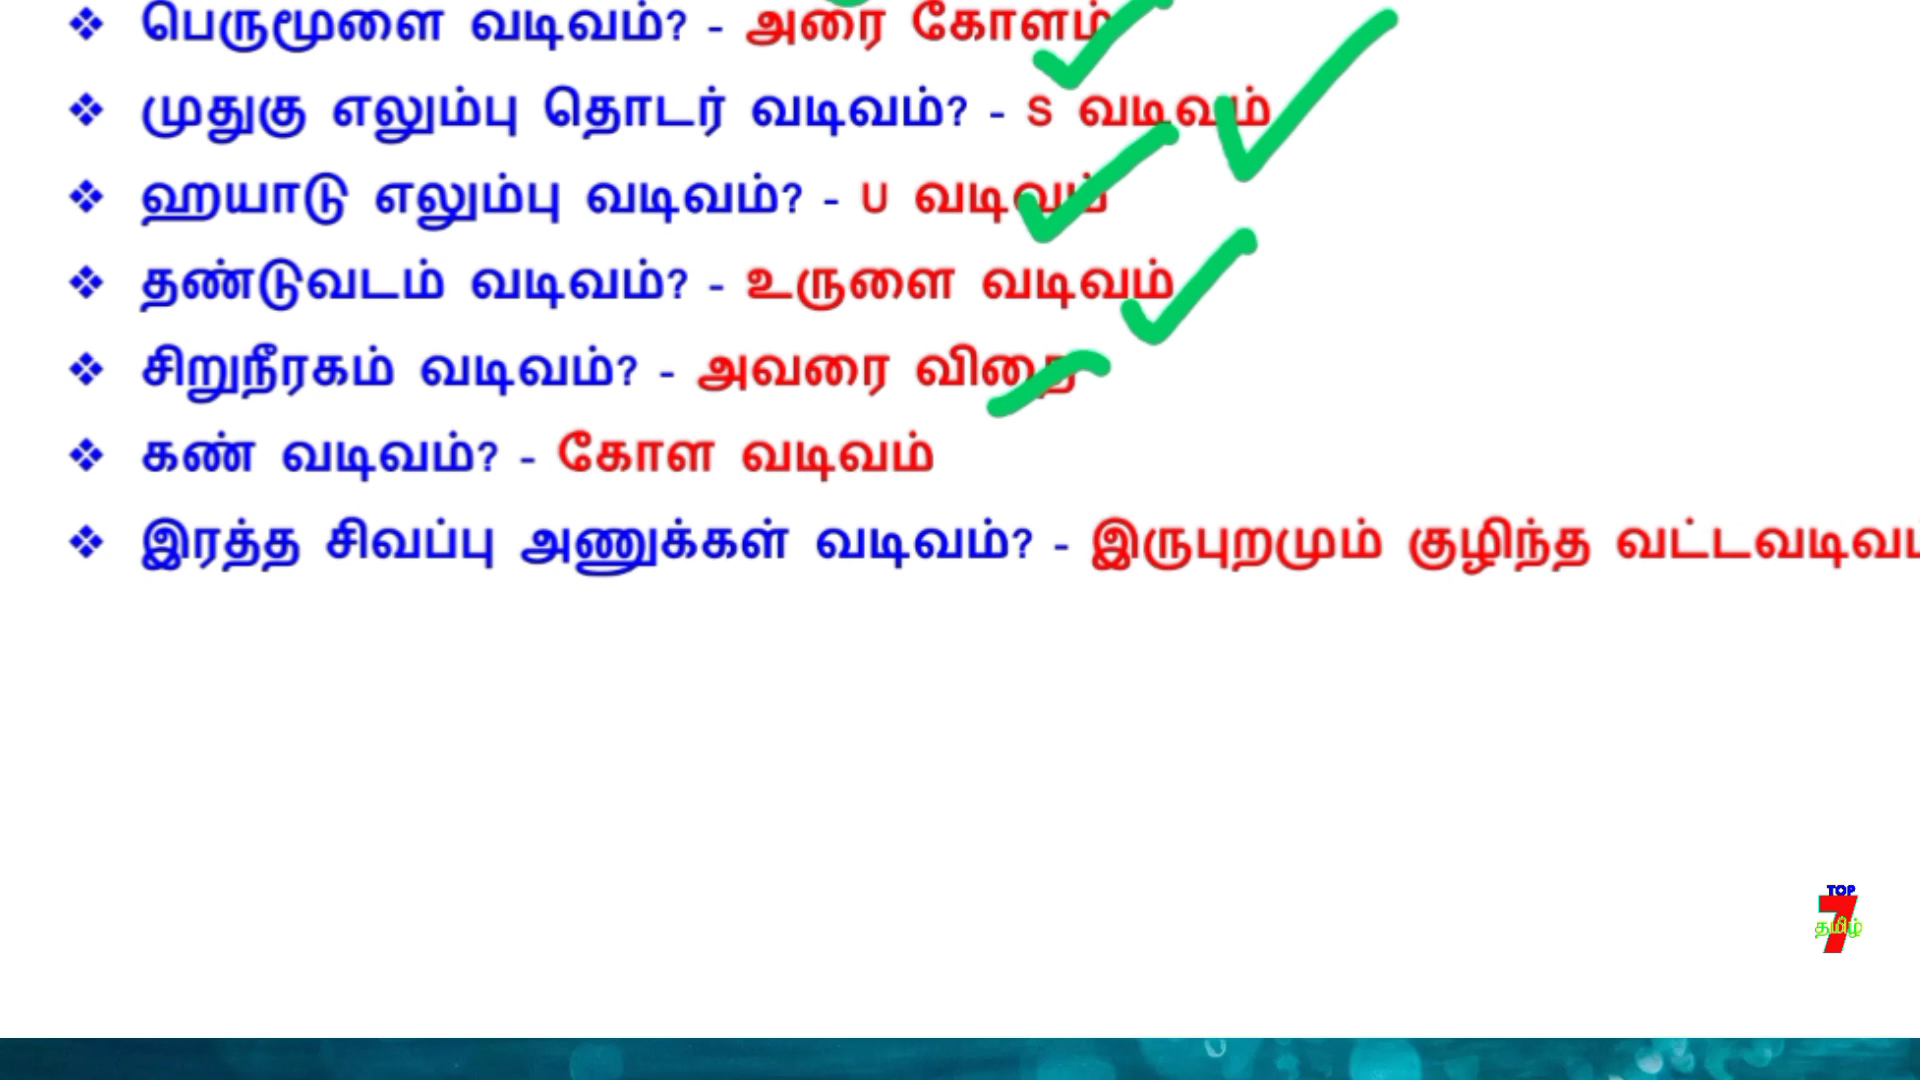 ❖ பெருமூளை வடிவம்? - அரை கோளம்
❖ முதுகு எலும்பு தொடர் வடிவம்? - S வடிவம்
❖ ஹயாடு எலும்பு வடிவம்? - U வடிவம்
❖ தண்டுவடம் வடிவம்? - உருளை வடிவம்
❖ சிறுநீரகம் வடிவம்? - அவரை விதை
❖ கண் வடிவம்? - கோள வடிவம்
❖ இரத்த சிவப்பு அணுக்கள் வடிவம்? - இருபுறமும் குழிந்த
TOP
7
தமிழ்